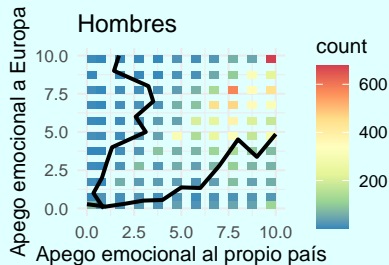 Hombres
count
600
400
200
Apego emocional a Europa
10.0
7.5
5.0
2.5
0.0
0.0 2.5 5.0 7.5 10.0
Apego emocional al propio país